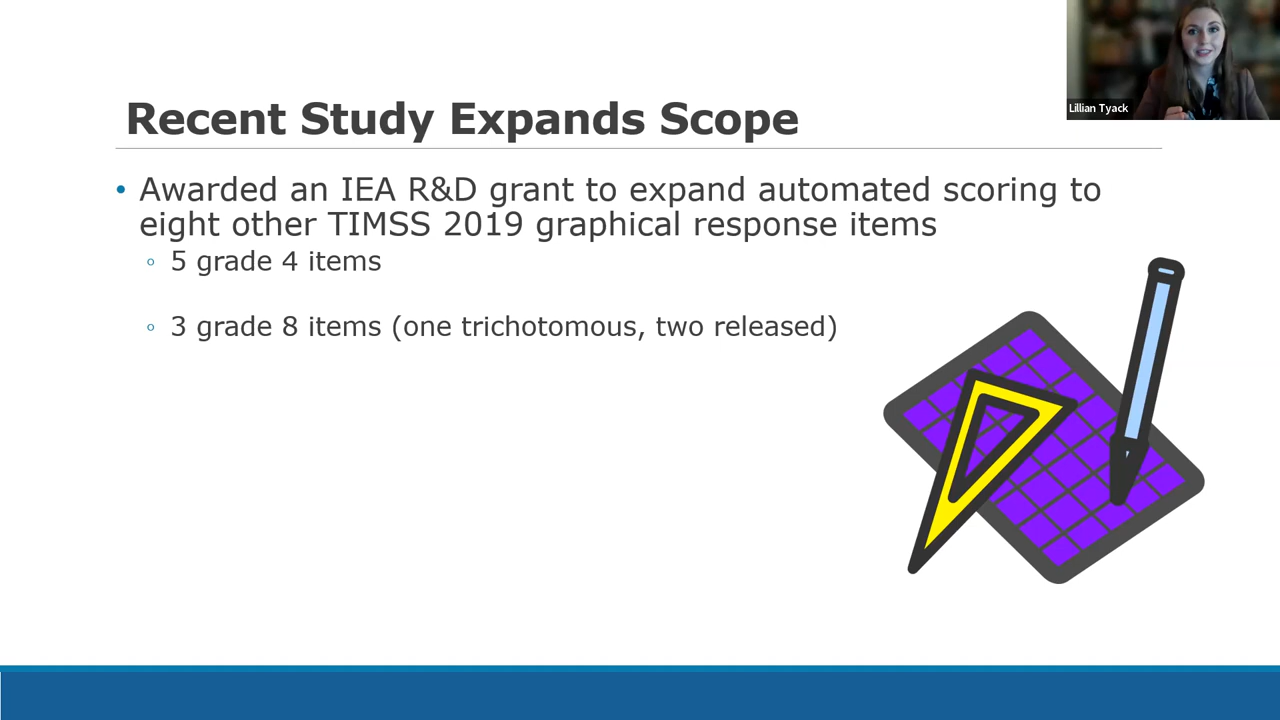 Lillian Tyack
Recent Study Expands Scope
• Awarded an IEA R&D grant to expand automated scoring to
eight other TIMSS 2019 graphical response items
◦ 5 grade 4 items
◦ 3 grade 8 items (one trichotomous, two released)